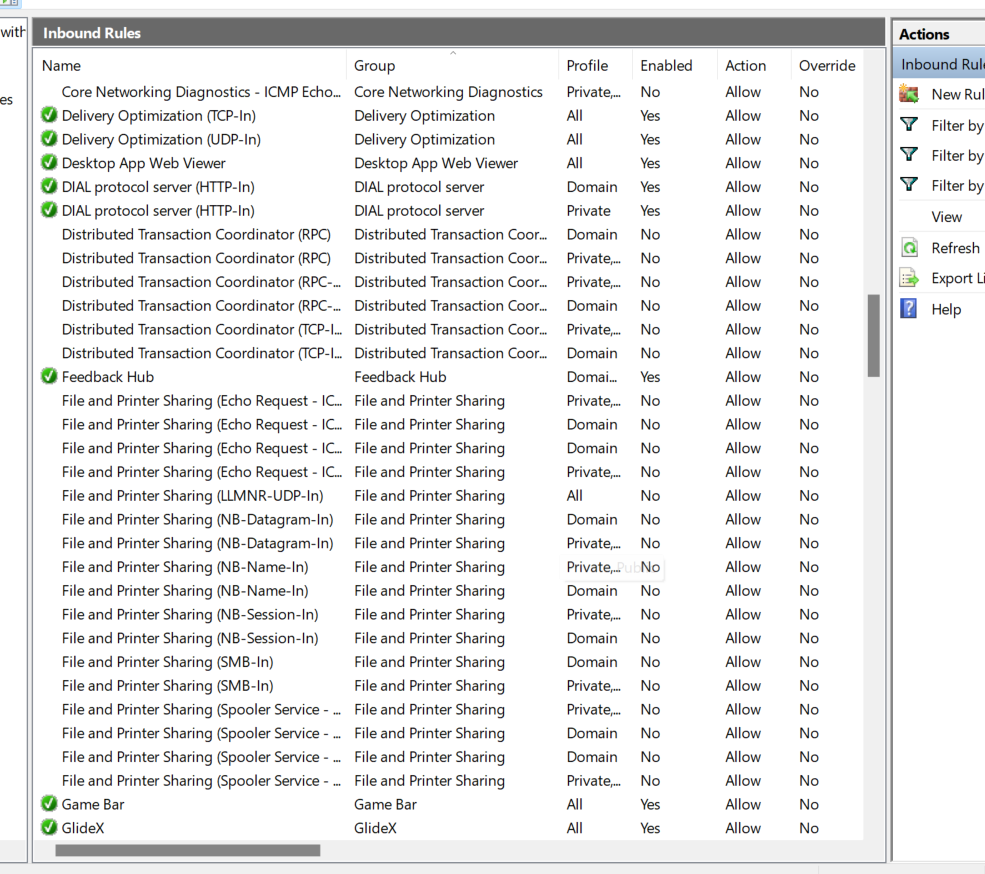 with
es
Inbound Rules
Name Group Profile Enabled Action Override
Core Networking Diagnostics - ICMP Echo... Core Networking Diagnostics Private,... No Allow No
Delivery Optimization (TCP-In) Delivery Optimization All Yes Allow No
Delivery Optimization (UDP-In) Delivery Optimization All Yes Allow No
Desktop App Web Viewer Desktop App Web Viewer All Yes Allow No
DIAL protocol server (HTTP-In) DIAL protocol server Domain Yes Allow No
DIAL protocol server (HTTP-In) DIAL protocol server Private Yes Allow No
Distributed Transaction Coordinator (RPC) Distributed Transaction Coor... Domain No Allow No
Distributed Transaction Coordinator (RPC) Distributed Transaction Coor... Private,... No Allow No
Distributed Transaction Coordinator (RPC-... Distributed Transaction Coor... Private,... No Allow No
Distributed Transaction Coordinator (RPC-... Distributed Transaction Coor... Domain No Allow No
Distributed Transaction Coordinator (TCP-I... Distributed Transaction Coor... Private,... No Allow No
Distributed Transaction Coordinator (TCP-I... Distributed Transaction Coor... Domain No Allow No
Feedback Hub Feedback Hub Domai... Yes Allow No
File and Printer Sharing (Echo Request - IC... File and Printer Sharing Private,... No Allow No
File and Printer Sharing (Echo Request - IC... File and Printer Sharing Domain No Allow No
File and Printer Sharing (Echo Request - IC... File and Printer Sharing Domain No Allow No
File and Printer Sharing (Echo Request - IC... File and Printer Sharing Private,... No Allow No
File and Printer Sharing (LLMNR-UDP-In) File and Printer Sharing All No Allow No
File and Printer Sharing (NB-Datagram-In) File and Printer Sharing Domain No Allow No
File and Printer Sharing (NB-Datagram-In) File and Printer Sharing Private,... No Allow No
File and Printer Sharing (NB-Name-In) File and Printer Sharing Private,... No Allow No
File and Printer Sharing (NB-Name-In) File and Printer Sharing Domain No Allow No
File and Printer Sharing (NB-Session-In) File and Printer Sharing Private,... No Allow No
File and Printer Sharing (NB-Session-In) File and Printer Sharing Domain No Allow No
File and Printer Sharing (SMB-In) File and Printer Sharing Domain No Allow No
File and Printer Sharing (SMB-In) File and Printer Sharing Private,... No Allow No
File and Printer Sharing (Spooler Service - ... File and Printer Sharing Private,... No Allow No
File and Printer Sharing (Spooler Service - ... File and Printer Sharing Domain No Allow No
File and Printer Sharing (Spooler Service - ... File and Printer Sharing Domain No Allow No
File and Printer Sharing (Spooler Service - ... File and Printer Sharing Private,... No Allow No
Game Bar Game Bar All Yes Allow No
GlideX GlideX All Yes Allow No
Actions
Inbound Rule
New Rul
Filter by
Filter by
Filter by
View
Refresh
Export Li
Help